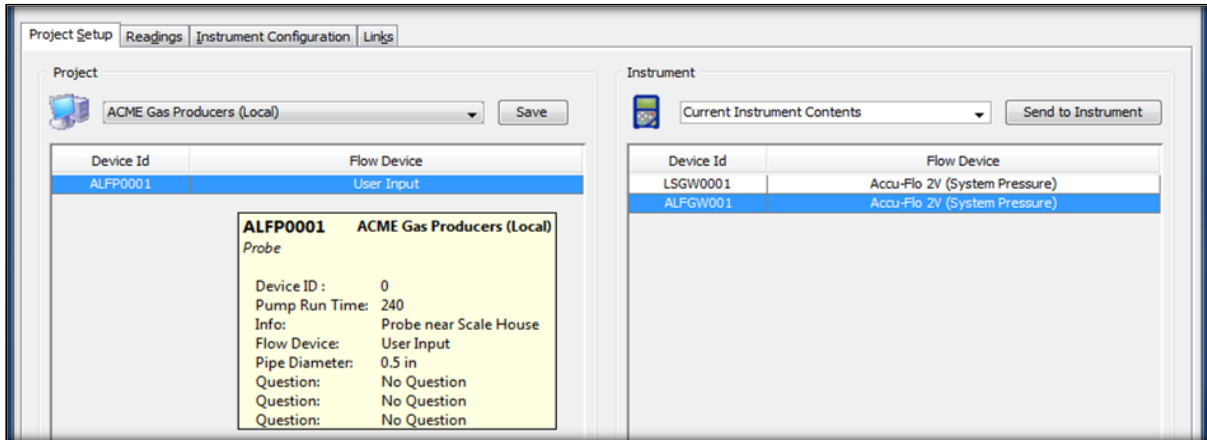 Project Setup Readings Instrument Configuration Links
Project
ACME Gas Producers (Local)
Save
Device Id Flow Device
ALFP0001 User Input
ALFP0001 ACME Gas Producers (Local)
Probe
Device ID : 0
Pump Run Time: 240
Info: Probe near Scale House
Flow Device: User Input
Pipe Diameter: 0.5 in
Question: No Question
Question: No Question
Question: No Question
Instrument
Current Instrument Contents
Send to Instrument
Device Id Flow Device
LSGW0001 Accu-Flo 2V (System Pressure)
ALFGW001 Accu-Flo 2V (System Pressure)